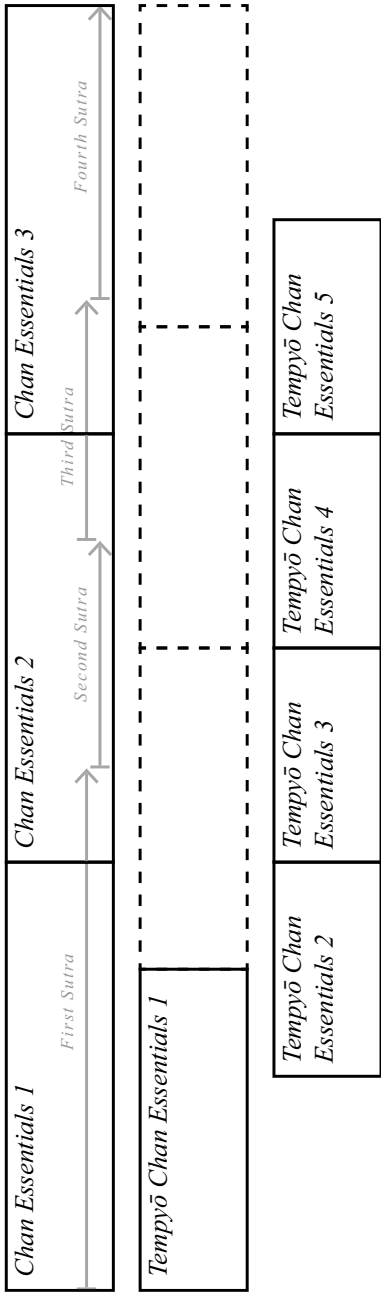 Chan Essentials 1
Chan Essentials 2
Chan Essentials 3
First Sutra
Second Sutra
Third Sutra
Fourth Sutra
Tempyō Chan Essentials 1
Tempyō Chan
Essentials 2
Tempyō Chan
Essentials 3
Tempyō Chan
Essentials 4
Tempyō Chan
Essentials 5